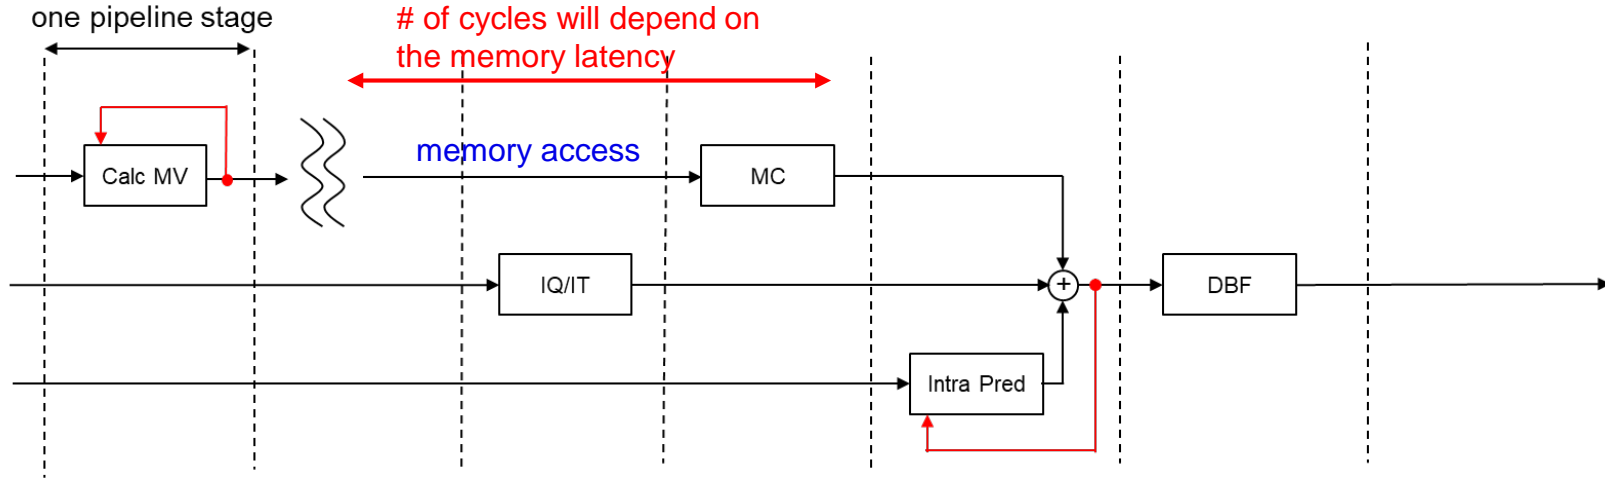 one pipeline stage
# of cycles will depend on
the memory latency
Calc MV
memory access
MC
IQ/IT
+
DBF
Intra Pred